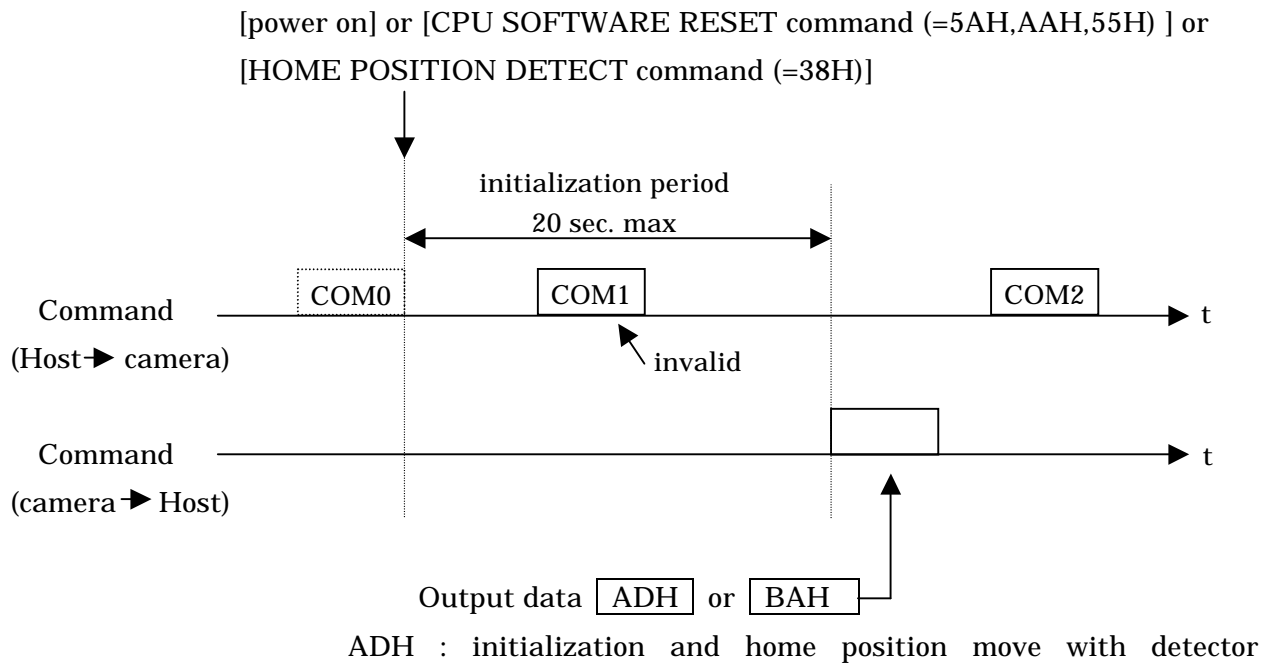 [power on] or [CPU SOFTWARE RESET command (=5AH,AAH,55H) ] or
[HOME POSITION DETECT command (=38H)]
initialization period
20 sec. max
COM0
COM1
COM2
Command
t
(Host→ camera)
invalid
Command
t
(camera→ Host)
Output data ADH or BAH
ADH : initialization and home position move with detector